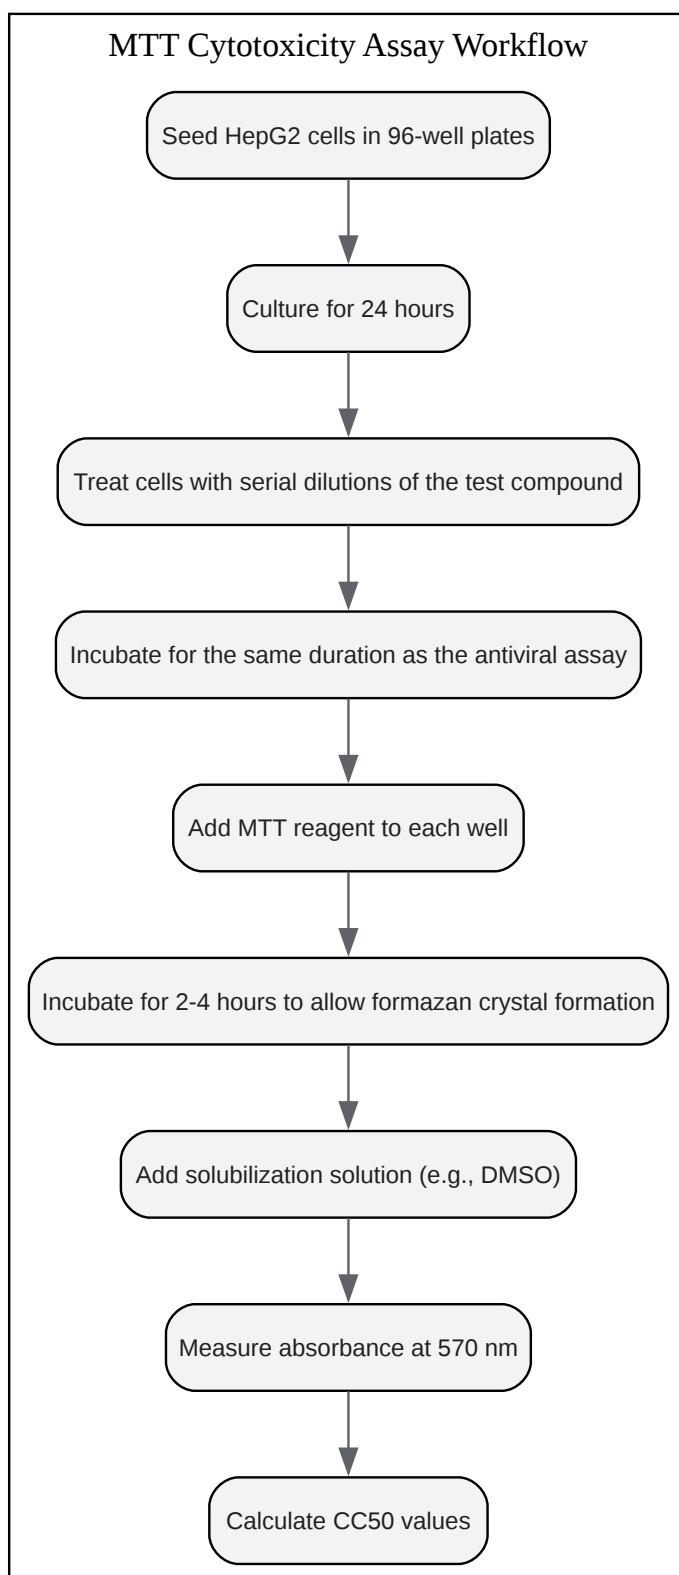 MTT Cytotoxicity Assay Workflow
Seed HepG2 cells in 96-well plates
Culture for 24 hours
Treat cells with serial dilutions of the test compound
Incubate for the same duration as the antiviral assay
Add MTT reagent to each well
Incubate for 2-4 hours to allow formazan crystal formation
Add solubilization solution (e.g., DMSO)
Measure absorbance at 570 nm
Calculate CC50 values